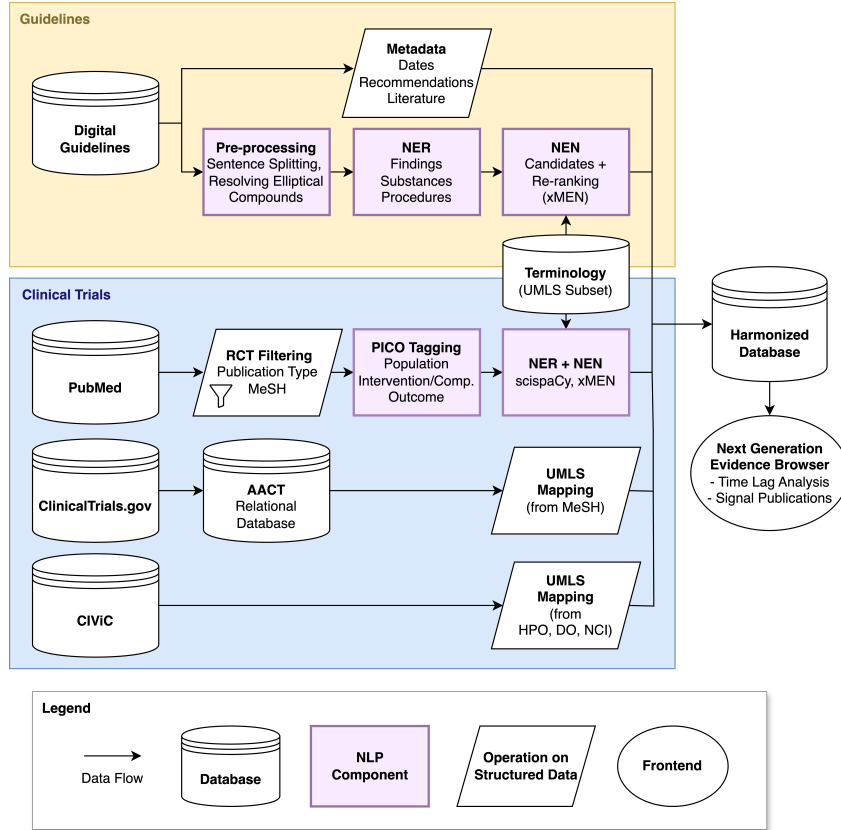 Guidelines
Metadata
Dates
Recommendations
Literature
Digital
Guidelines
Pre-processing
Sentence Splitting,
Resolving Elliptical
Compounds
NER
Findings
Substances
Procedures
NEN
Candidates +
Re-ranking
(xMEN)
Terminology
(UMLS Subset)
Clinical Trials
PubMed
RCT Filtering
Publication Type
MeSH
PICO Tagging
Population
Intervention/Comp.
Outcome
NER + NEN
scispaCy, xMEN
Harmonized
Database
ClinicalTrials.gov
AACT
Relational
Database
UMLS
Mapping
(from MeSH)
Next Generation
Evidence Browser
- Time Lag Analysis
- Signal Publications
CIViC
UMLS
Mapping
(from
HPO, DO, NCI)
Legend
Data Flow
Database
NLP
Component
Operation on
Structured Data
Frontend